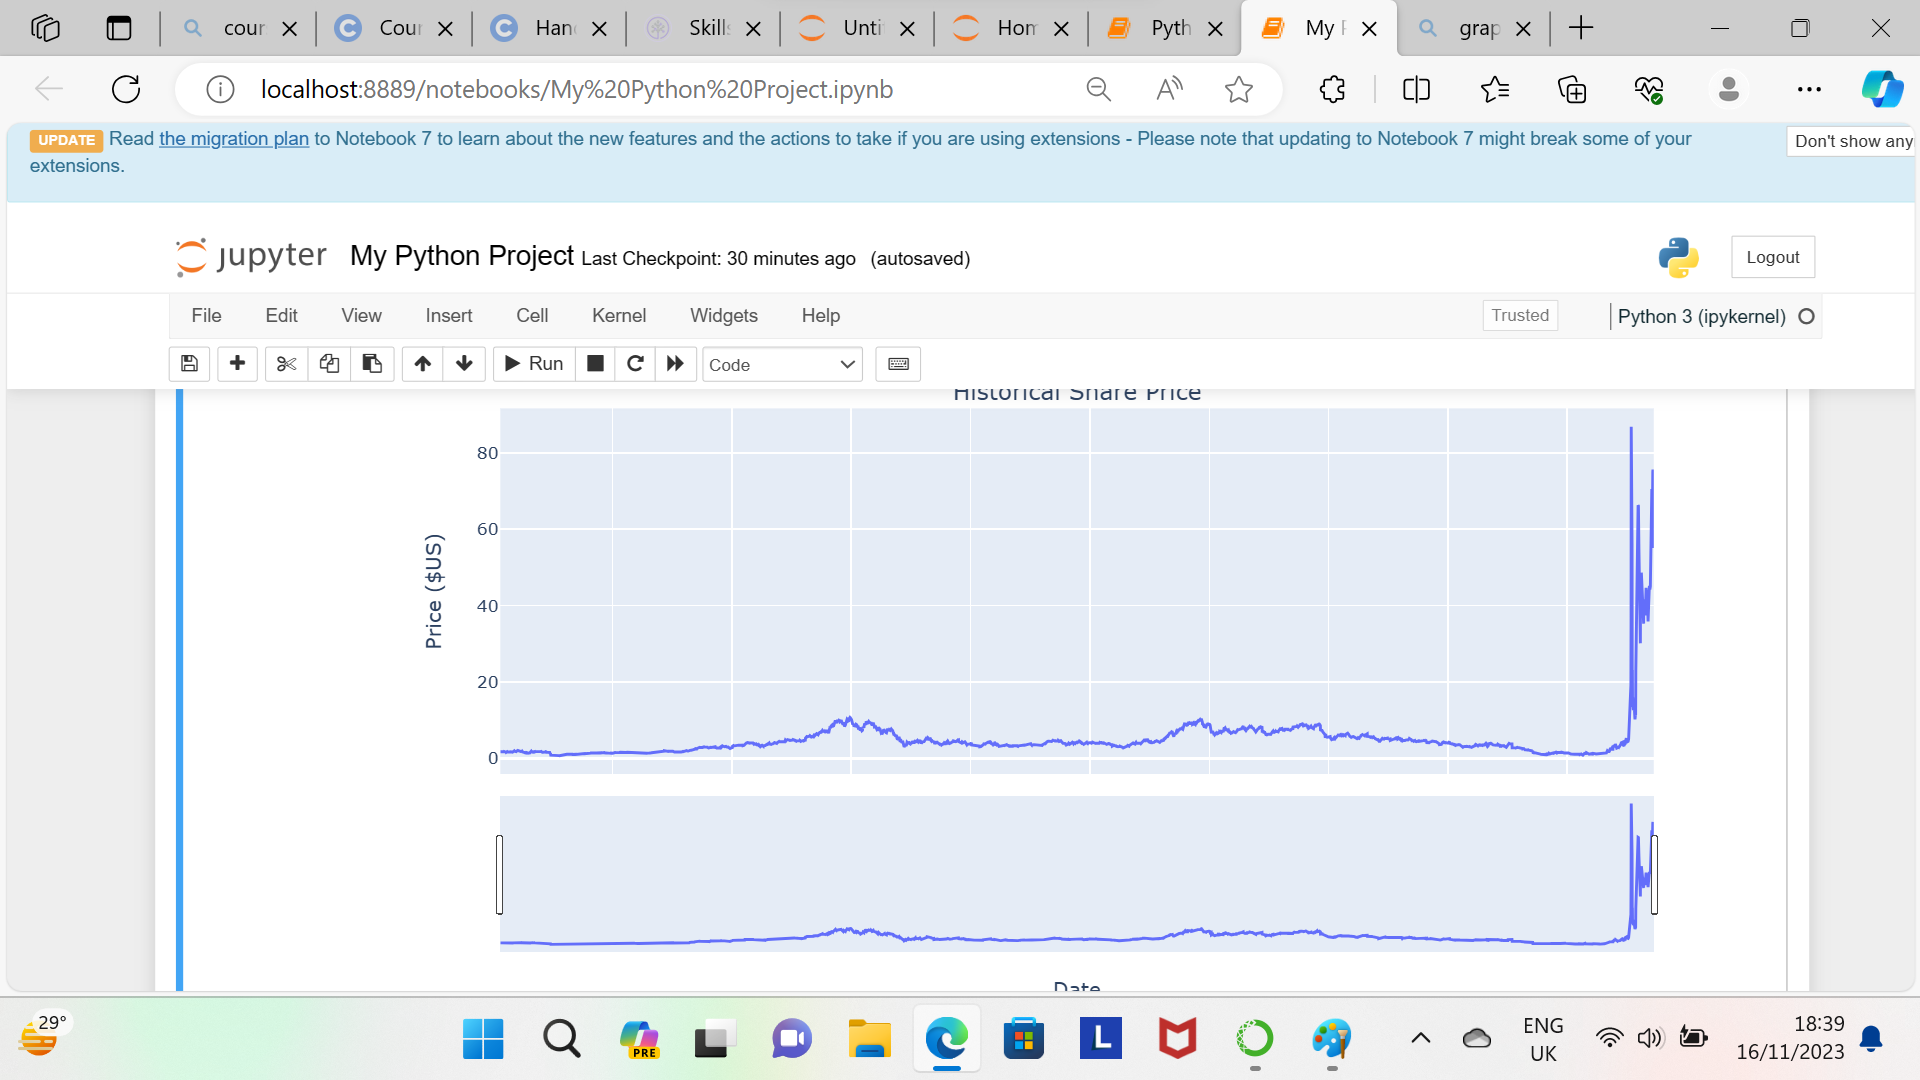 cour
Cour
Han
Skills
Unti
Hom
Pyth
My P
grap
localhost:8889/notebooks/My%20Python%20Project.ipynb
UPDATE Read the migration plan to Notebook 7 to learn about the new features and the actions to take if you are using extensions - Please note that updating to Notebook 7 might break some of your
extensions.
Don't show any
jupyter My Python Project Last Checkpoint: 30 minutes ago (autosaved)
Logout
File Edit View Insert Cell Kernel Widgets Help
Trusted
Python 3 (ipykernel)
Run
Code
Historical Share Price
80
60
40
20
0
Price ($US)
Date
29°
PRE
L
ENG
UK
18:39
16/11/2023